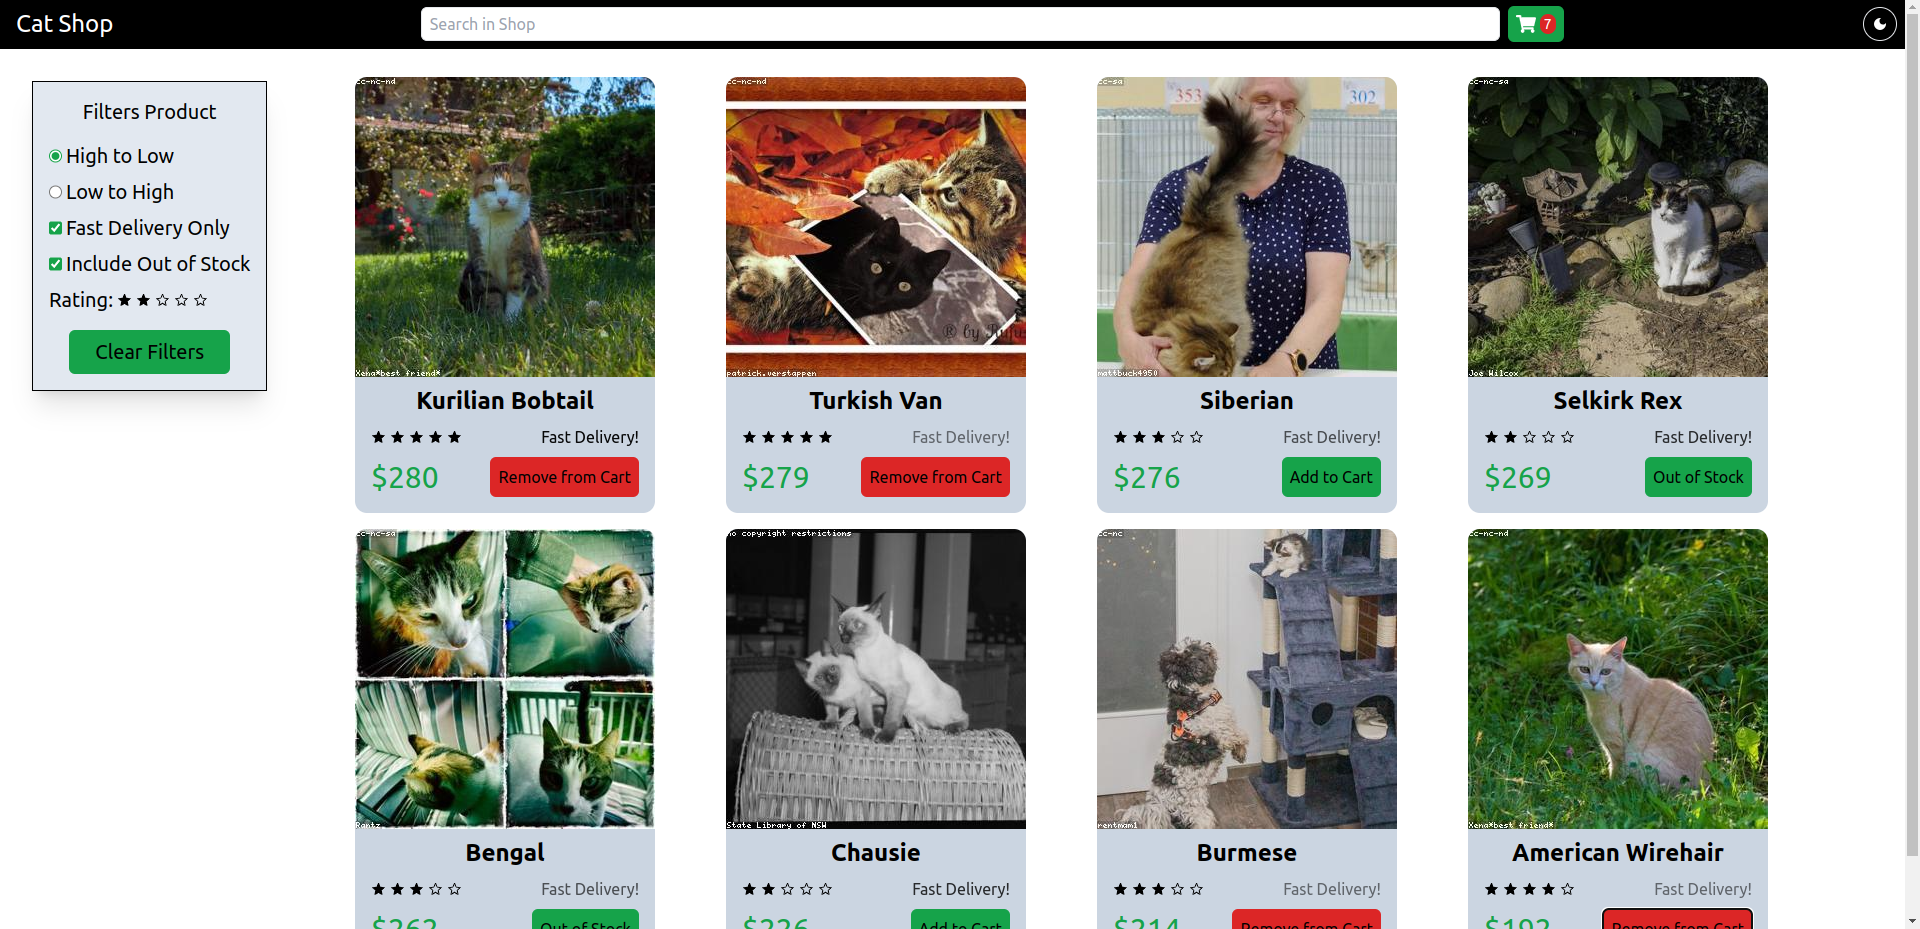 Cat Shop
Search in Shop
7
Filters Product
High to Low
Low to High
Fast Delivery Only
Include Out of Stock
Rating:
Clear Filters
cc-nc-nd
Xena*best friend*
Kurilian Bobtail
Fast Delivery!
$280
Remove from Cart
cc-nc-nd
® by Rufus
patrick.verstappen
Turkish Van
Fast Delivery!
$279
Remove from Cart
cc-sa
353
302
mattbuck4950
Siberian
Fast Delivery!
$276
Add to Cart
cc-nc-sa
Joe Wilcox
Selkirk Rex
Fast Delivery!
$269
Out of Stock
cc-nc-sa
Rantz
Bengal
Fast Delivery!
$262
Out of Stock
no copyright restrictions
State Library of NSW
Chausie
Fast Delivery!
$226
Add to Cart
cc-nc
rentmam1
Burmese
Fast Delivery!
$214
Remove from Cart
cc-nc-nd
Xena*best friend*
American Wirehair
Fast Delivery!
$192
Remove from Cart